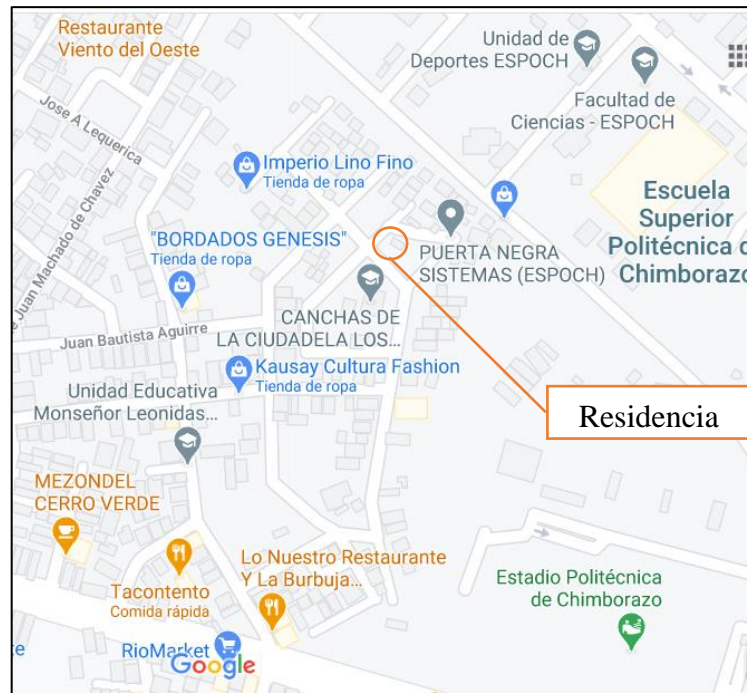 Restaurante
Viento del Oeste
Unidad de
Deportes ESPOCH
Facultad de
Ciencias - ESPOCH
Jose A Lequerica
Imperio Lino Fino
Tienda de ropa
Escuela
Superior
Politécnica d
Chimborazo
Juan Machado de Chavez
"BORDADOS GENESIS"
Tienda de ropa
PUERTA NEGRA
SISTEMAS (ESPOCH)
CANCHAS DE
LA CIUDADELA LOS...
Juan Bautista Aguirre
Kausay Cultura Fashion
Tienda de ropa
Unidad Educativa
Monseñor Leonidas...
Residencia
MEZONDEL
CERRO VERDE
Lo Nuestro Restaurante
Y La Burbuja...
Tacontento
Comida rápida
Estadio Politécnica
de Chimborazo
RioMarket
Google